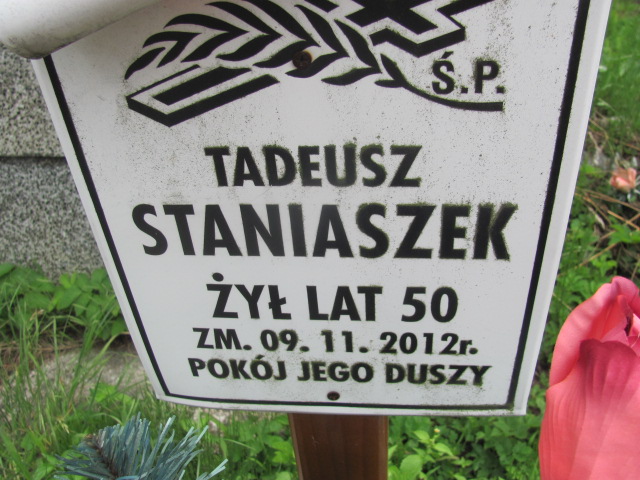 Ś.P.
TADEUSZ
STANIASZEK
ŻYŁ LAT 50
ZM. 09. 11. 2012r.
POKÓJ JEGO DUSZY